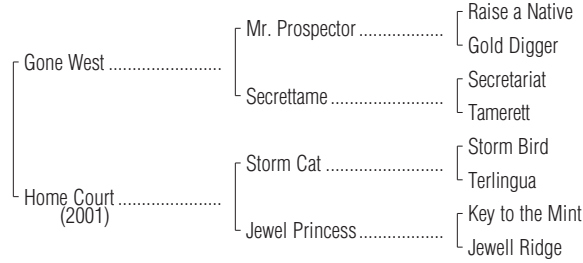 Raise a Native
Mr. Prospector ....................
Gold Digger
Gone West ...........................
Secretariat
Secrettame ...........................
Tamerett
Storm Bird
Storm Cat ............................
Terlingua
Home Court .........................
(2001)
Key to the Mint
Jewel Princess ....................
Jewell Ridge